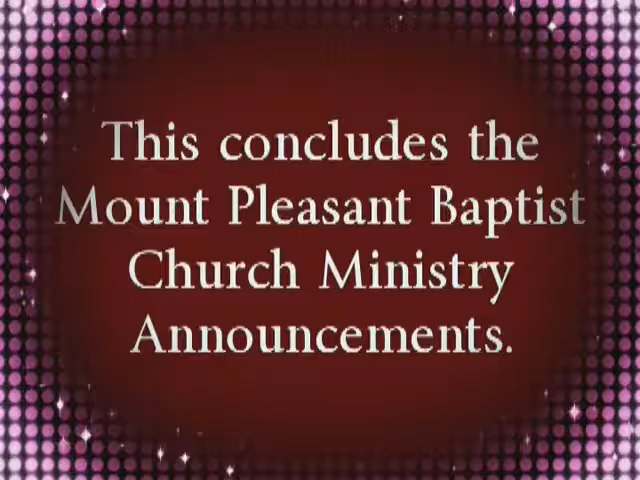 This concludes the
Mount Pleasant Baptist
Church Ministry
Announcements.